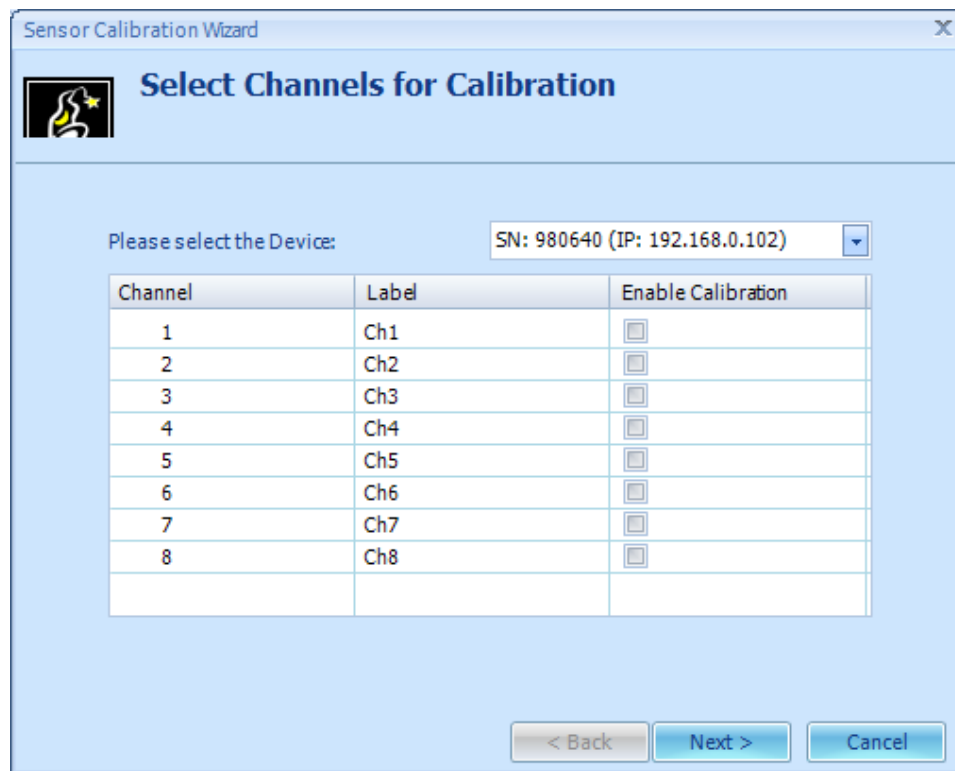 Sensor Calibration Wizard X
Select Channels for Calibration
Please select the Device: SN: 980640 (IP: 192.168.0.102)
Channel Label Enable Calibration
1 Ch1
2 Ch2
3 Ch3
4 Ch4
5 Ch5
6 Ch6
7 Ch7
8 Ch8
< Back Next > Cancel